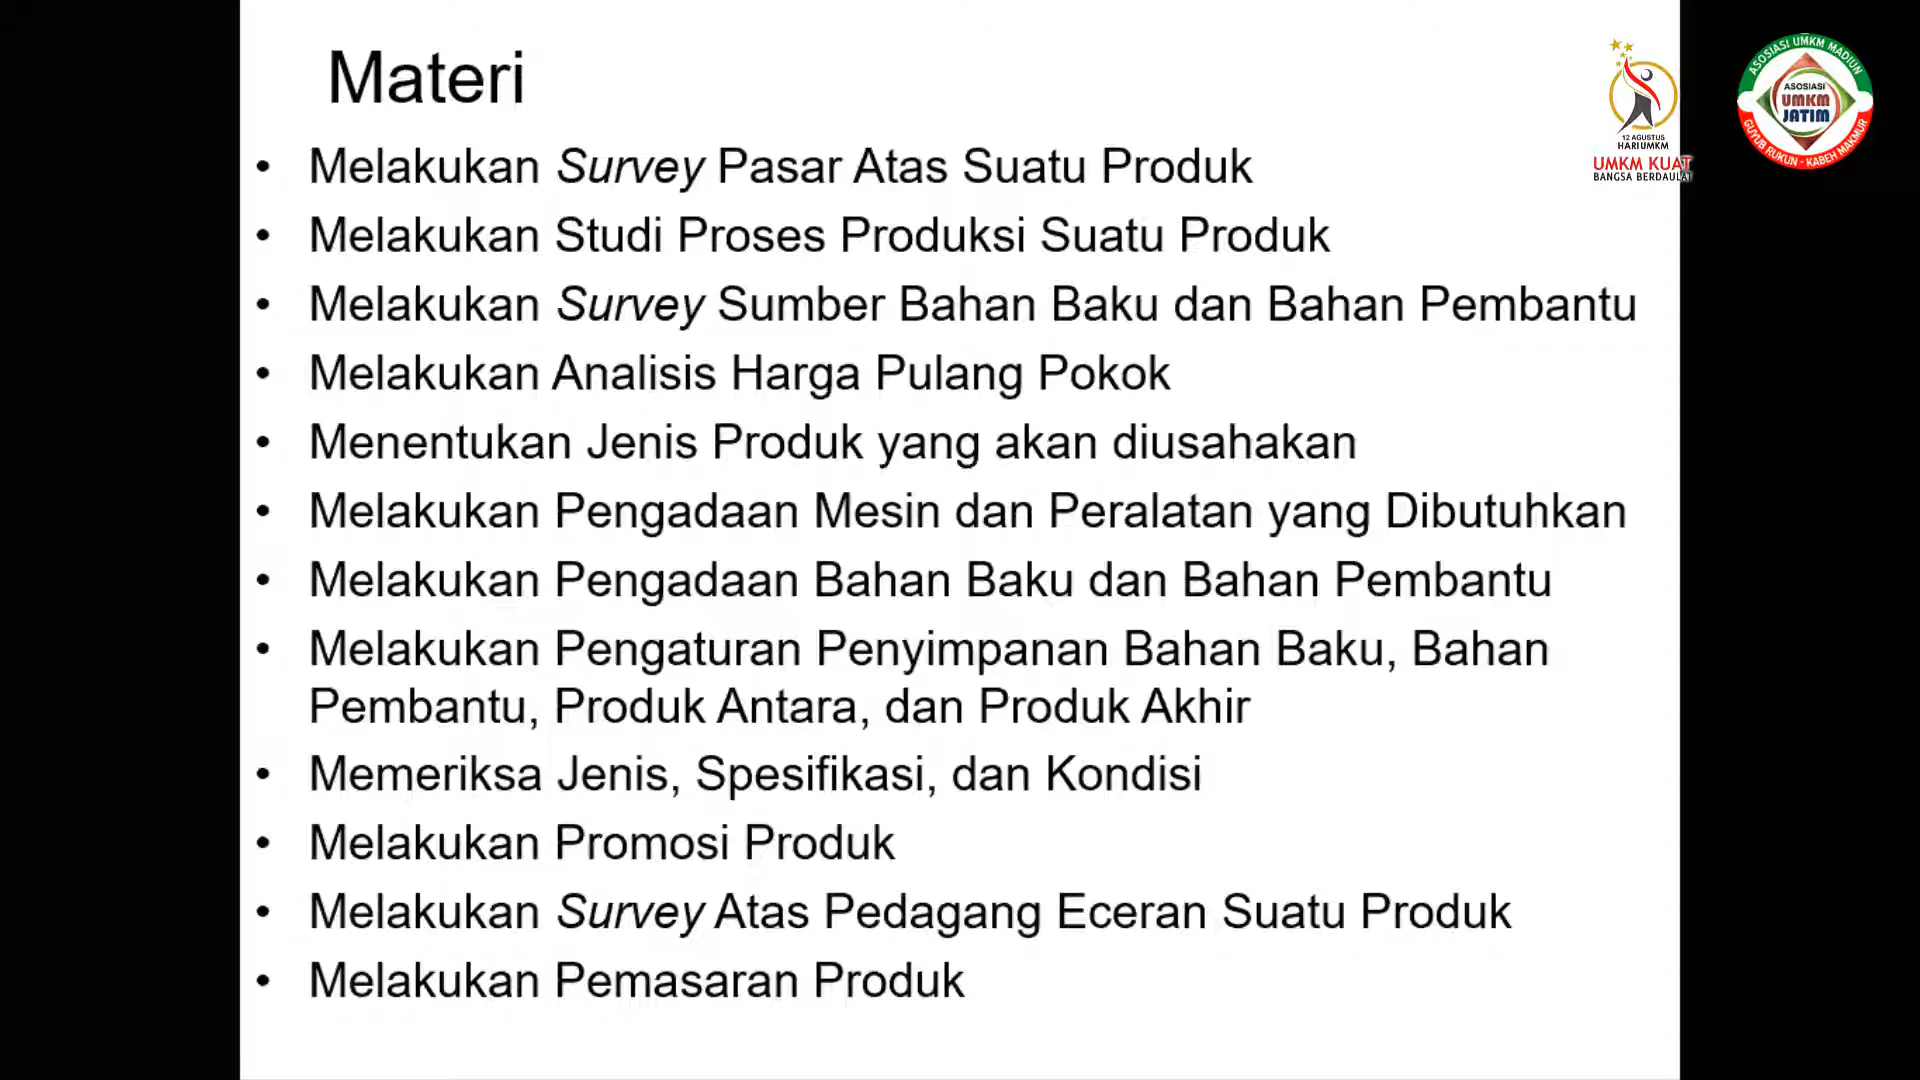 Materi
• Melakukan Survey Pasar Atas Suatu Produk
• Melakukan Studi Proses Produksi Suatu Produk
• Melakukan Survey Sumber Bahan Baku dan Bahan Pembantu
• Melakukan Analisis Harga Pulang Pokok
• Menentukan Jenis Produk yang akan diusahakan
• Melakukan Pengadaan Mesin dan Peralatan yang Dibutuhkan
• Melakukan Pengadaan Bahan Baku dan Bahan Pembantu
• Melakukan Pengaturan Penyimpanan Bahan Baku, Bahan
Pembantu, Produk Antara, dan Produk Akhir
• Memeriksa Jenis, Spesifikasi, dan Kondisi
• Melakukan Promosi Produk
• Melakukan Survey Atas Pedagang Eceran Suatu Produk
• Melakukan Pemasaran Produk
12 AGUSTUS
HARI UMKM
UMKM KUAT
BANGSA BERDAULAT
ASOSIASI UMKM MADIUN
ASOSIASI
UMKM
JATIM
GUYUB RUKUN - KABEH MAKMUR